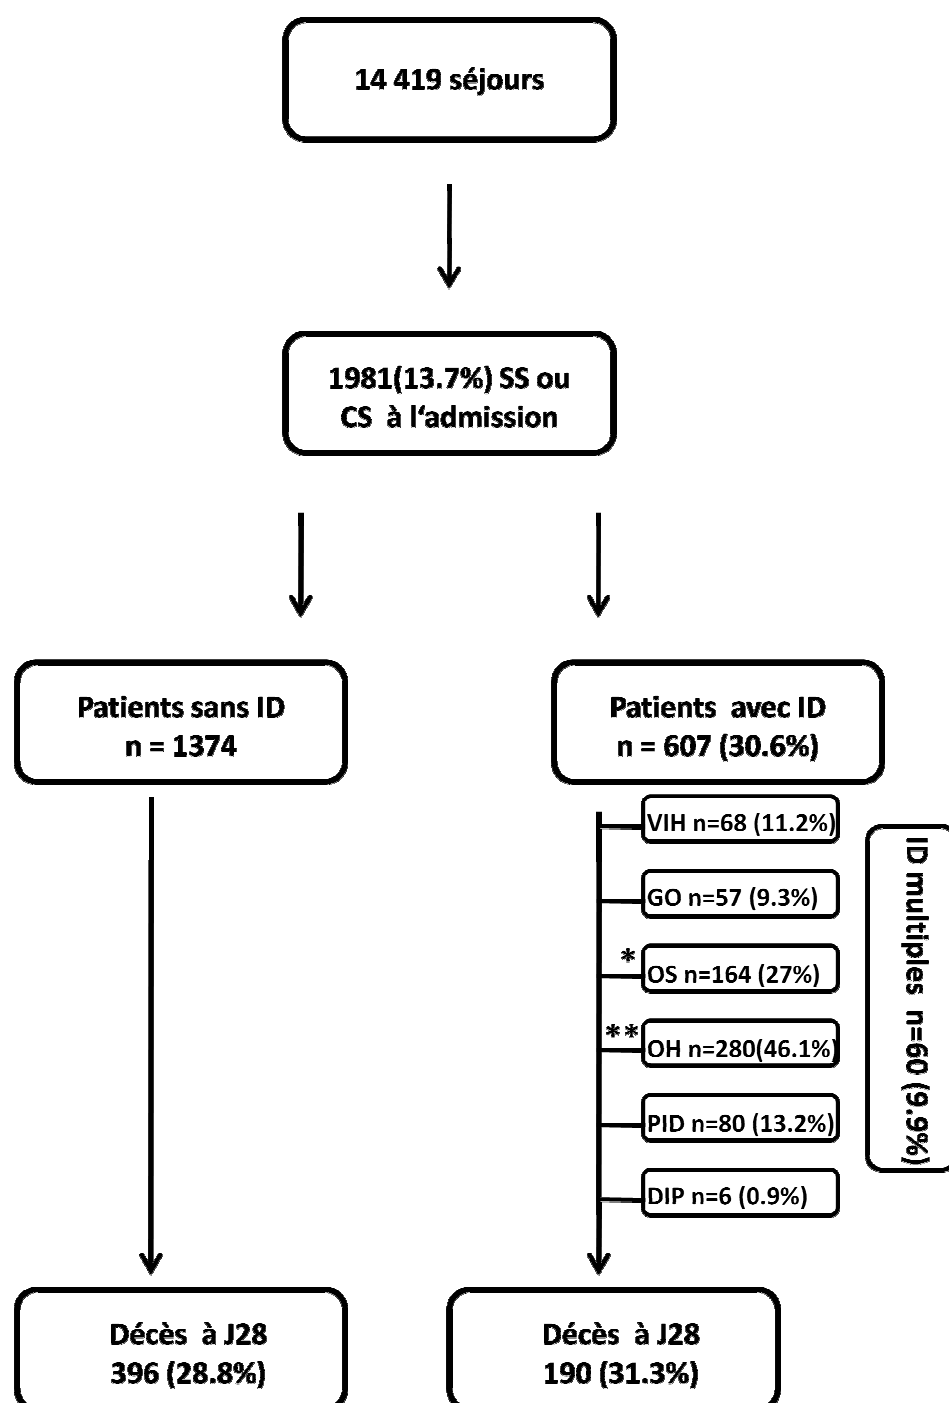 14 419 séjours
1981(13.7%) SS ou
CS à l‘admission
Patients sans ID
n = 1374
Patients avec ID
n = 607 (30.6%)
VIH n=68 (11.2%)
GO n=57 (9.3%)
*
OS n=164 (27%)
**
OH n=280(46.1%)
PID n=80 (13.2%)
DIP n=6 (0.9%)
ID multiples n=60 (9.9%)
Décès à J28
396 (28.8%)
Décès à J28
190 (31.3%)